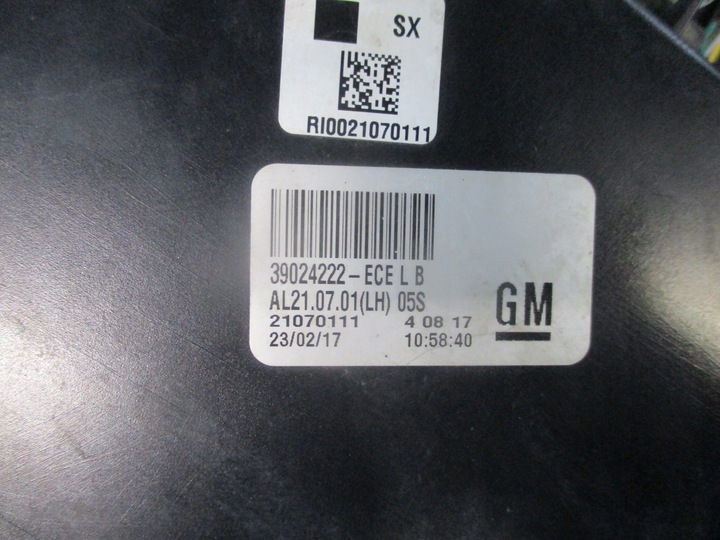 SX
RI0021070111
39024222-ECE L B
AL21.07.01(LH) 05S
21070111 4 08 17
23/02/17 10:58:40
GM